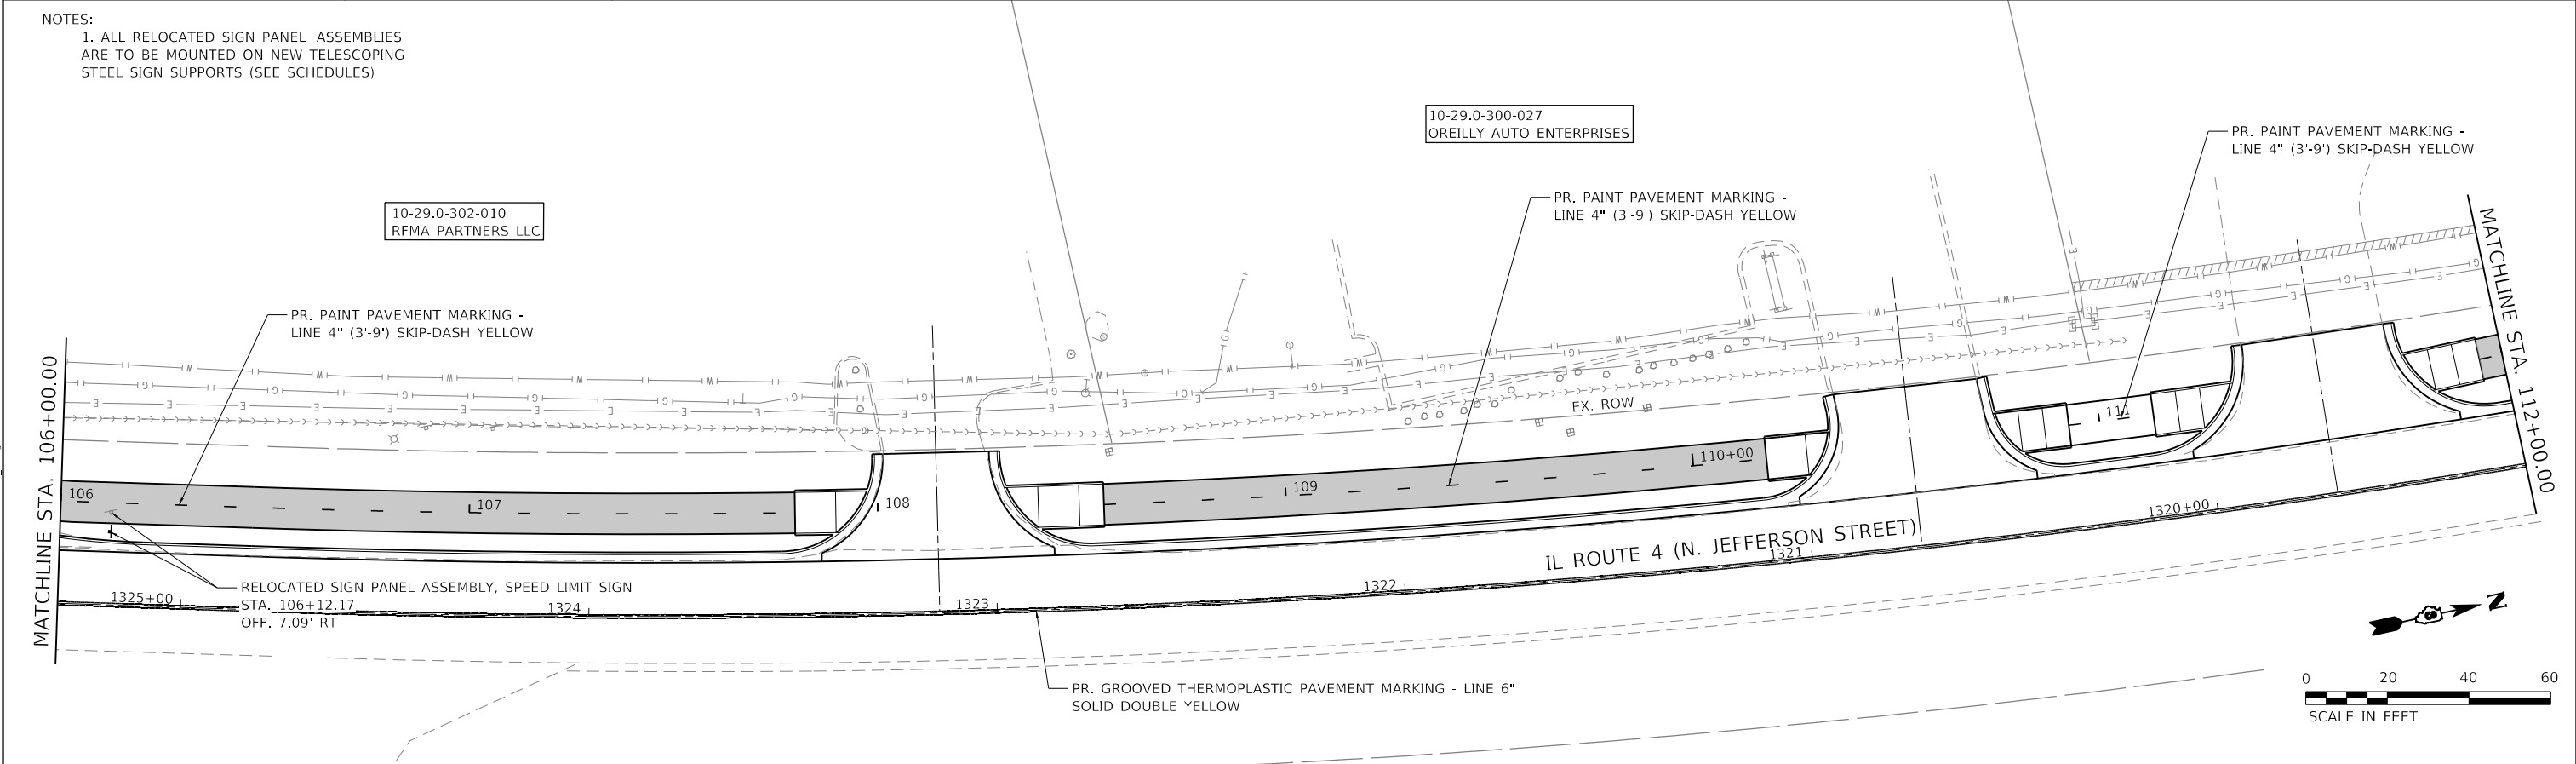 NOTES:
1. ALL RELOCATED SIGN PANEL ASSEMBLIES
ARE TO BE MOUNTED ON NEW TELESCOPING
STEEL SIGN SUPPORTS (SEE SCHEDULES)
10-29.0-302-010
RFMA PARTNERS LLC
10-29.0-300-027
OREILLY AUTO ENTERPRISES
PR. PAINT PAVEMENT MARKING -
LINE 4" (3'-9') SKIP-DASH YELLOW
PR. PAINT PAVEMENT MARKING -
LINE 4" (3'-9') SKIP-DASH YELLOW
PR. PAINT PAVEMENT MARKING -
LINE 4" (3'-9') SKIP-DASH YELLOW
MATCHLINE STA. 106+00.00
MATCHLINE STA. 112+00.00
EX. ROW
106
107
108
109
110+00
111
IL ROUTE 4 (N. JEFFERSON STREET)
1325+00
1324
1323
1322
1321
1320+00
RELOCATED SIGN PANEL ASSEMBLY, SPEED LIMIT SIGN
STA. 106+12.17
OFF. 7.09' RT
PR. GROOVED THERMOPLASTIC PAVEMENT MARKING - LINE 6"
SOLID DOUBLE YELLOW
N
0 20 40 60
SCALE IN FEET